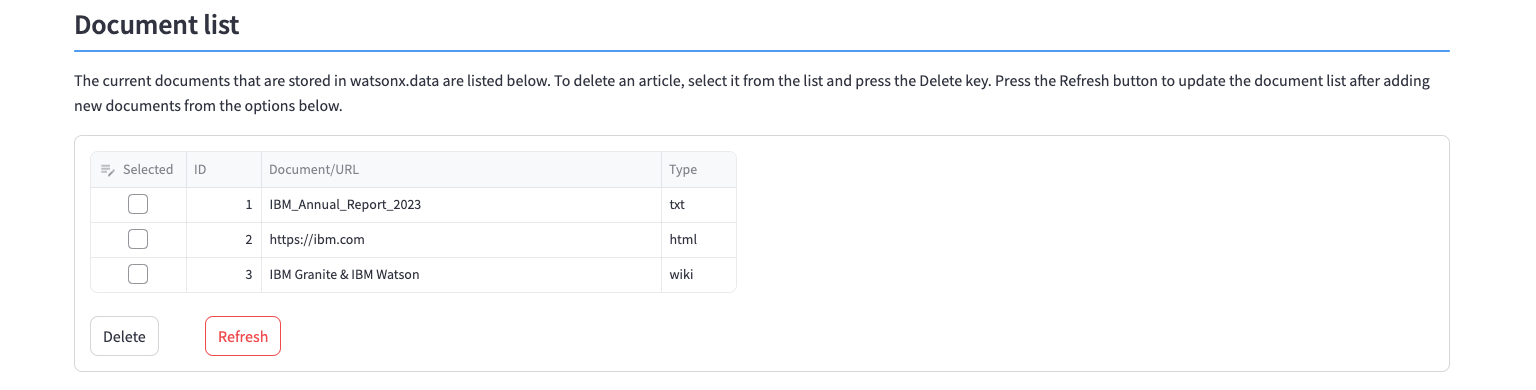 Document list
The current documents that are stored in watsonx.data are listed below. To delete an article, select it from the list and press the Delete key. Press the Refresh button to update the document list after adding
new documents from the options below.
Selected ID Document/URL Type
1 IBM_Annual_Report_2023 txt
2 https://ibm.com html
3 IBM Granite & IBM Watson wiki
Delete Refresh